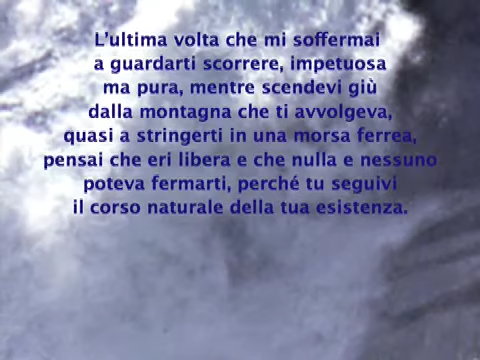 L’ultima volta che mi soffermai
a guardarti scorrere, impetuosa
ma pura, mentre scendevi giù
dalla montagna che ti avvolgeva,
quasi a stringerti in una morsa ferrea,
pensai che eri libera e che nulla e nessuno
poteva fermarti, perché tu seguivi
il corso naturale della tua esistenza.